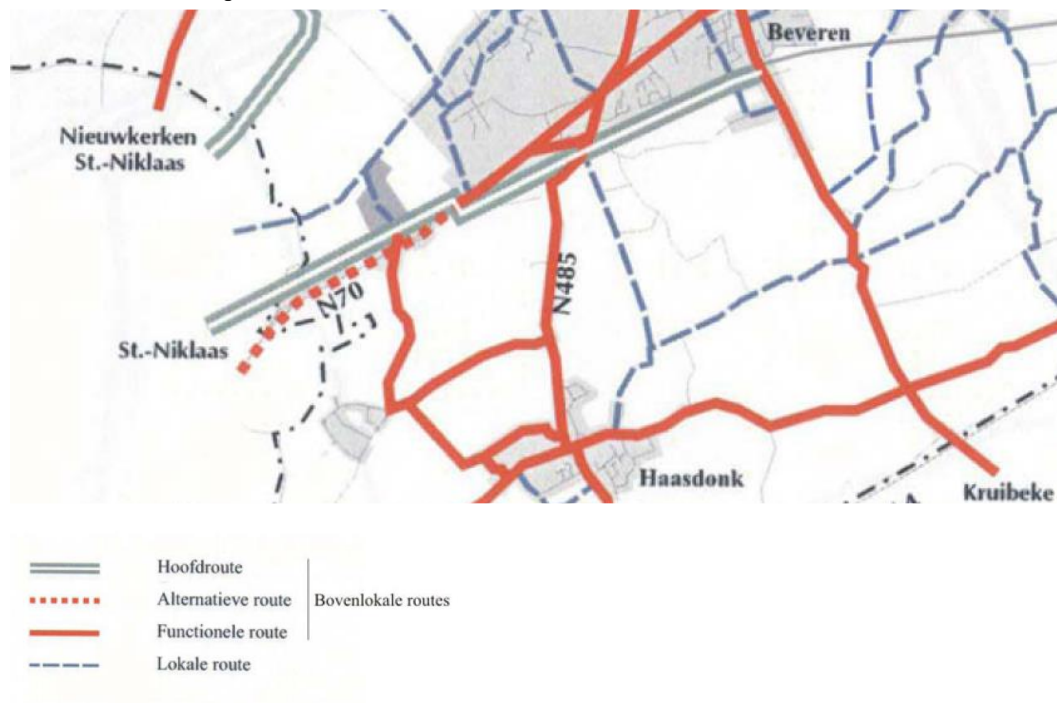 Beveren
Nieuwkerken
St.-Niklaas
N485
N70
St.-Niklaas
Haasdonk
Kruibeke
Hoofdroute
Alternatieve route
Bovenlokale routes
Functionele route
Lokale route